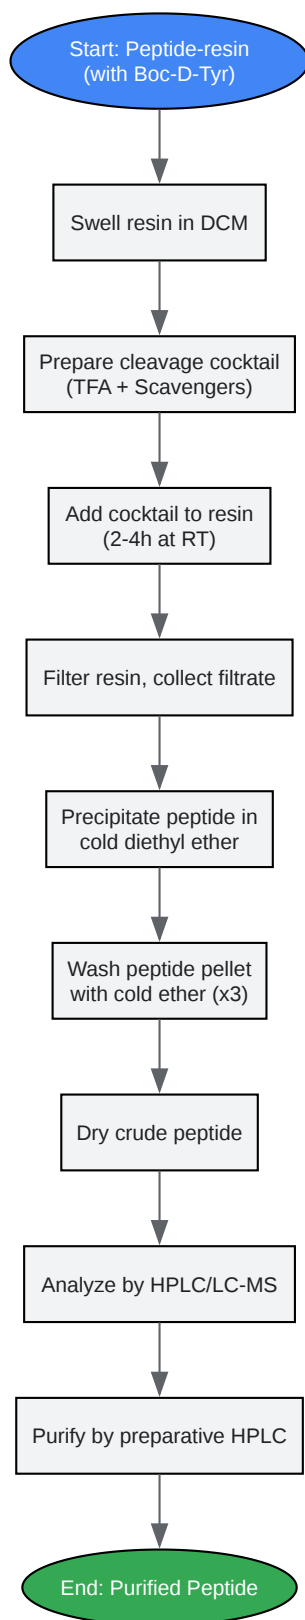 Start: Peptide-resin
(with Boc-D-Tyr)
Swell resin in DCM
Prepare cleavage cocktail
(TFA + Scavengers)
Add cocktail to resin
(2-4h at RT)
Filter resin, collect filtrate
Precipitate peptide in
cold diethyl ether
Wash peptide pellet
with cold ether (x3)
Dry crude peptide
Analyze by HPLC/LC-MS
Purify by preparative HPLC
End: Purified Peptide